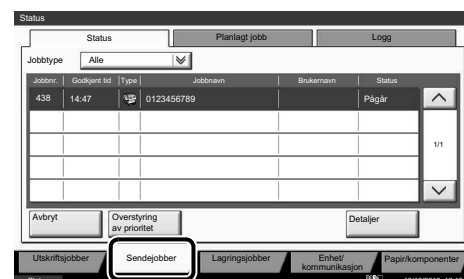 Status
Status Planlagt jobb Logg
Jobbtype Alle
Jobbnr. Godkjent tid Type Jobbnavn Brukernavn Status
438 14:47 0123456789 Pågår
1/1
Avbryt Overstyring av prioritet Detaljer
Utskriftsjobber Sendejobber Lagringsjobber Enhet/ kommunikasjon Papir/komponenter